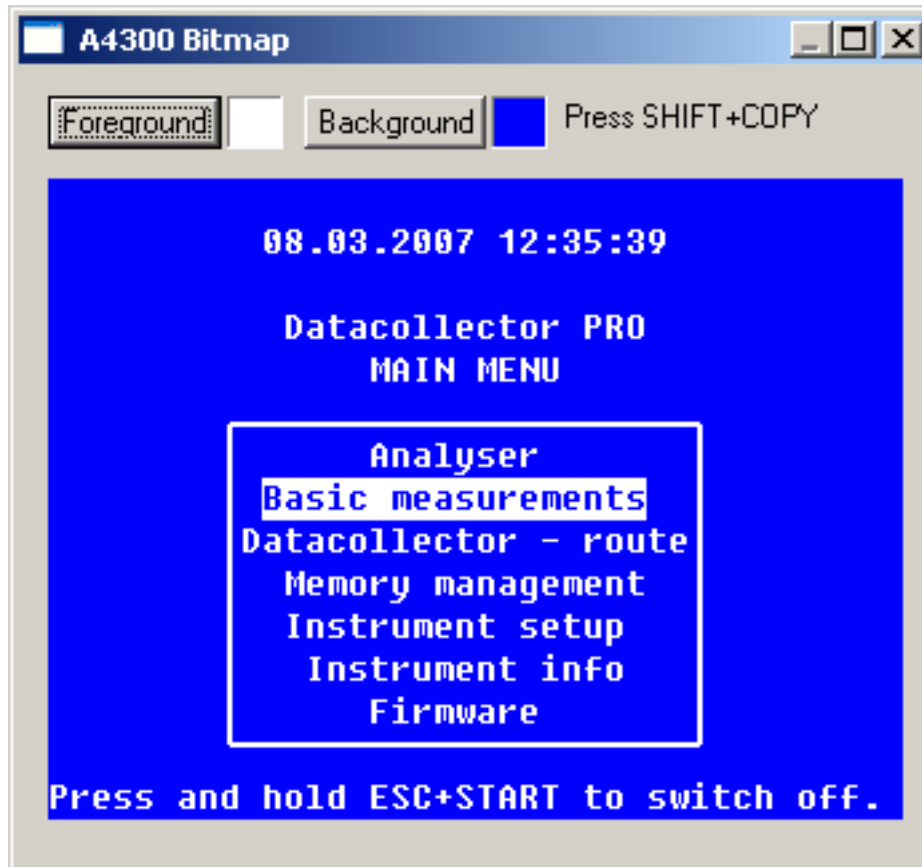 A4300 Bitmap
Foreground Background Press SHIFT+COPY
08.03.2007 12:35:39
Datacollector PRO
MAIN MENU
Analyser
Basic measurements
Datacollector - route
Memory management
Instrument setup
Instrument info
Firmware
Press and hold ESC+START to switch off.